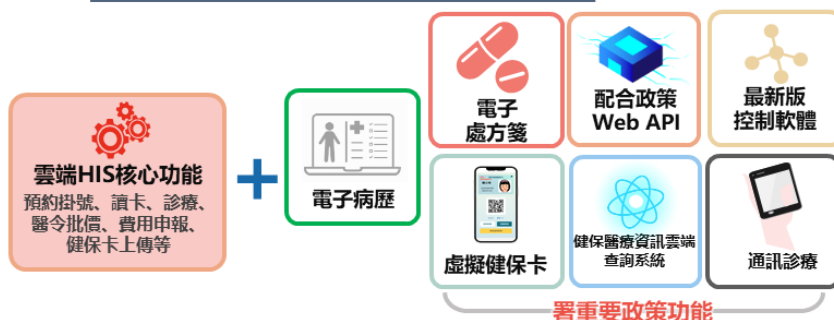 雲端HIS核心功能
預約掛號、讀卡、診療、
醫令批價、費用申報、
健保卡上傳等
電子病歷
電子
處方箋
配合政策
Web API
最新版
控制軟體
虛擬健保卡
健保醫療資訊雲端
查詢系統
通訊診療
署重要政策功能